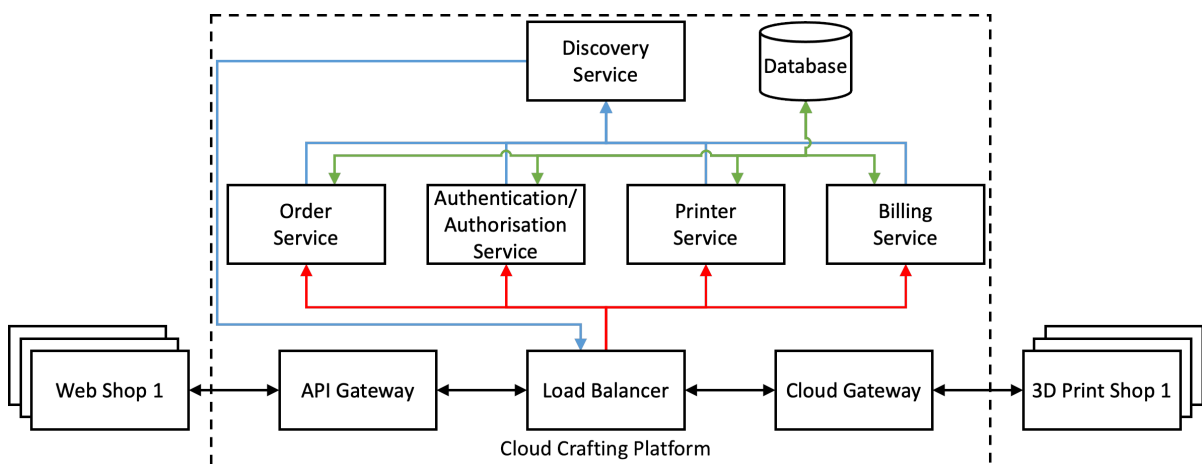 Discovery
Service
Database
Order
Service
Authentication/
Authorisation
Service
Printer
Service
Billing
Service
Web Shop 1
API Gateway
Load Balancer
Cloud Gateway
3D Print Shop 1
Cloud Crafting Platform